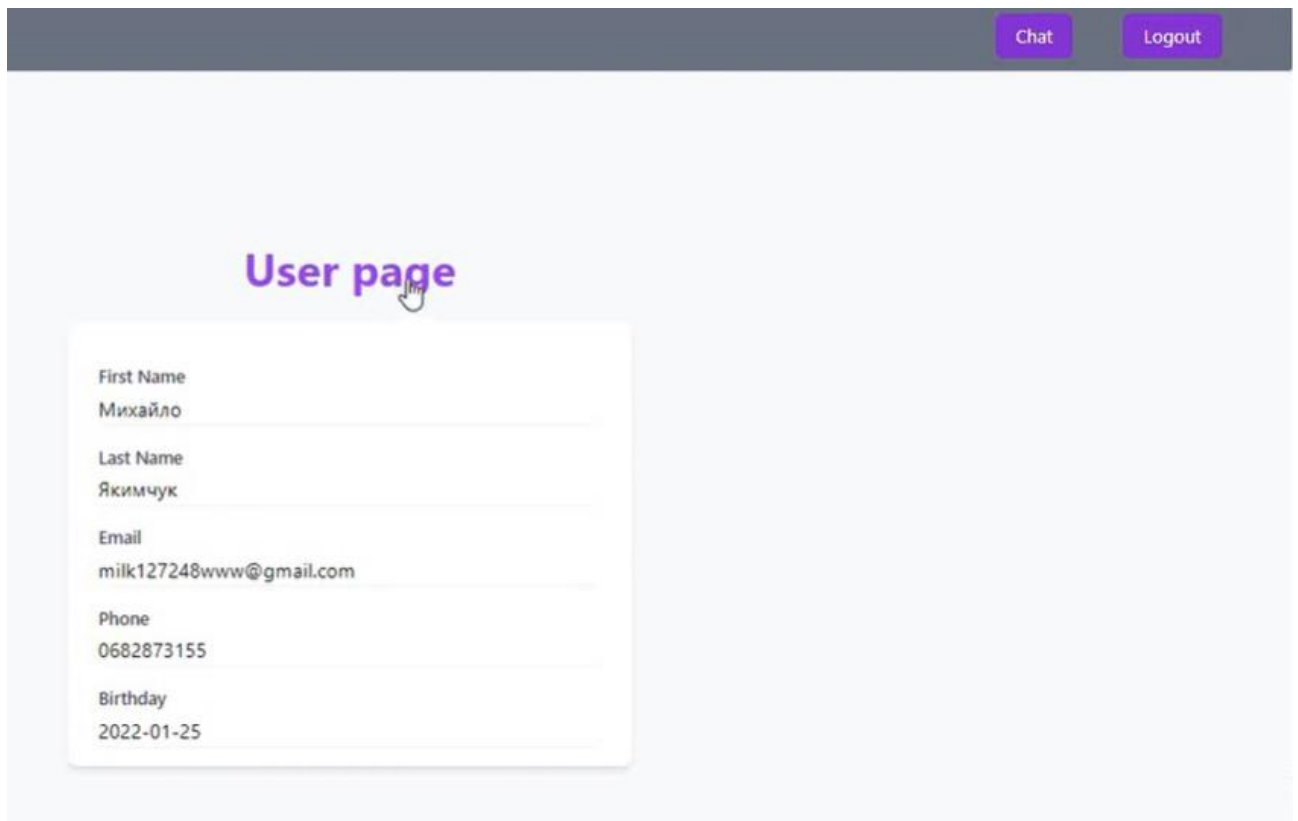 Chat Logout
User page
First Name
Михайло
Last Name
Якимчук
Email
milk127248www@gmail.com
Phone
0682873155
Birthday
2022-01-25